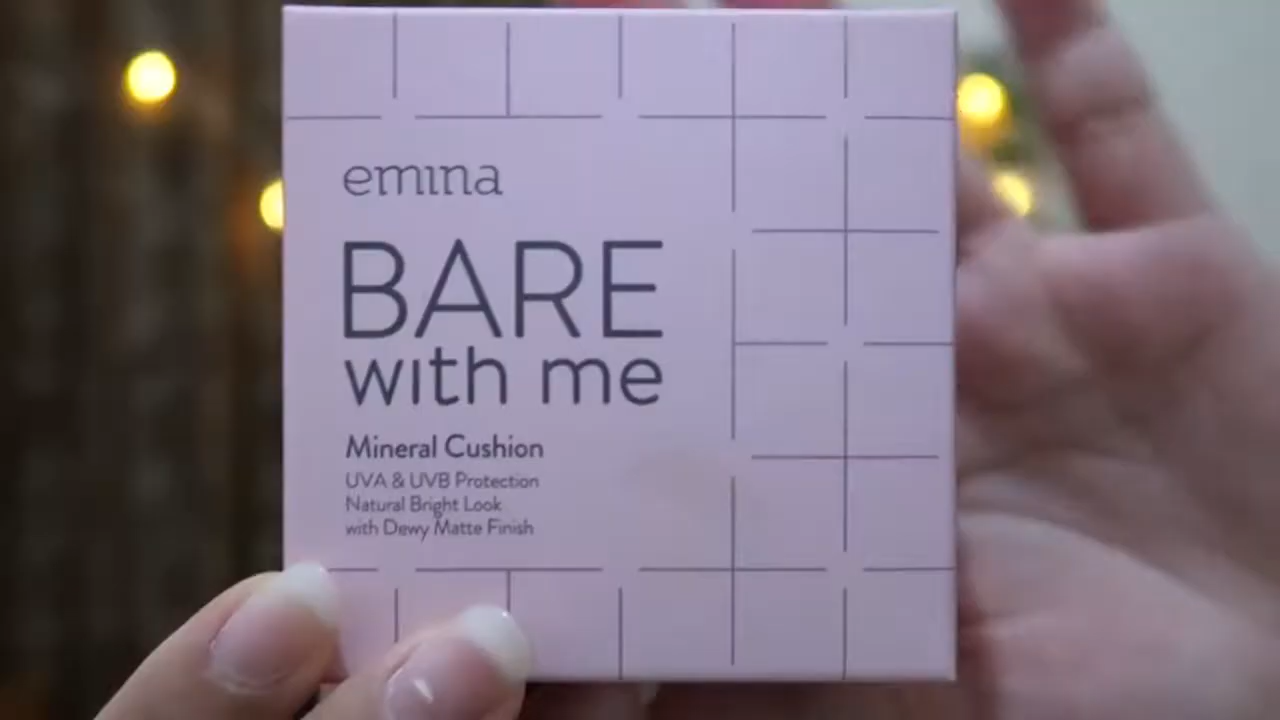 emina
BARE
with me
Mineral Cushion
UVA & UVB Protection
Natural Bright Look
with Dewy Matte Finish